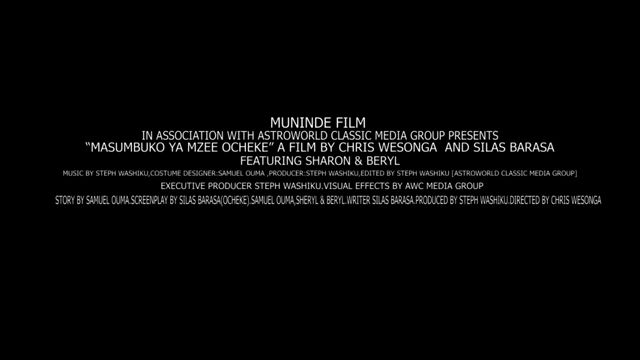 MUNINDE FILM
IN ASSOCIATION WITH ASTROWORLD CLASSIC MEDIA GROUP PRESENTS
“MASUMBUKO YA MZEE OCHEKE” A FILM BY CHRIS WESONGA AND SILAS BARASA
FEATURING SHARON & BERYL
MUSIC BY STEPH WASHIKU,COSTUME DESIGNER:SAMUEL OUMA ,PRODUCER:STEPH WASHIKU,EDITED BY STEPH WASHIKU [ASTROWORLD CLASSIC MEDIA GROUP]
EXECUTIVE PRODUCER STEPH WASHIKU.VISUAL EFFECTS BY AWC MEDIA GROUP
STORY BY SAMUEL OUMA.SCREENPLAY BY SILAS BARASA(OCHEKE).SAMUEL OUMA,SHERYL & BERYL.WRITER SILAS BARASA.PRODUCED BY STEPH WASHIKU.DIRECTED BY CHRIS WESONGA